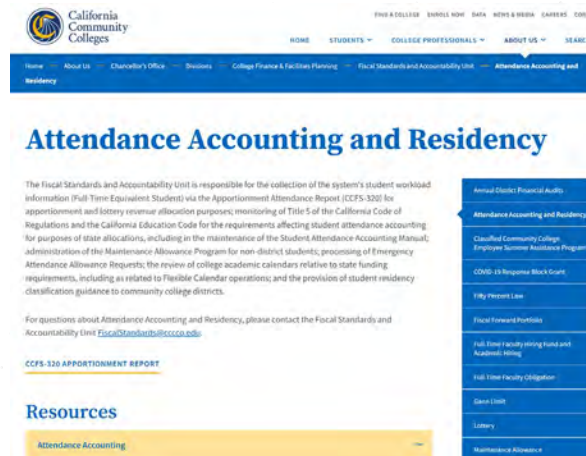 California
Community
Colleges
FIND A COLLEGE ENROLL NOW DATA NEWS & MEDIA CAREERS
HOME STUDENTS COLLEGE PROFESSIONALS ABOUT US SEARC
Home — About Us — Chancellor's Office — Divisions — College Finance & Facilities Planning — Fiscal Standards and Accountability Unit — Attendance Accounting and
Residency
Attendance Accounting and Residency
The Fiscal Standards and Accountability Unit is responsible for the collection of the system's student workload
information (Full-Time Equivalent Student) via the Apportionment Attendance Report (CCFS-320) for
apportionment and lottery revenue allocation purposes; monitoring of Title 5 of the California Code of
Regulations and the California Education Code for the requirements affecting student attendance accounting
for purposes of state allocations, including in the maintenance of the Student Attendance Accounting Manual;
administration of the Maintenance Allowance Program for non-district students; processing of Emergency
Attendance Allowance Requests; the review of college academic calendars relative to state funding
requirements, including as related to Flexible Calendar operations; and the provision of student residency
classification guidance to community college districts.
For questions about Attendance Accounting and Residency, please contact the Fiscal Standards and
Accountability Unit FiscalStandards@cccco.edu.
CCFS-320 APPORTIONMENT REPORT
Resources
Attendance Accounting
Annual District Financial Audits
Attendance Accounting and Residency
Classified Community College
Employee Summer Assistance Program
COVID-19 Response Block Grant
Fifty Percent Law
Fiscal Forward Portfolio
Full-Time Faculty Hiring Fund and
Academic Hiring
Full-Time Faculty Obligation
Gann Limit
Lottery
Maintenance Allowance